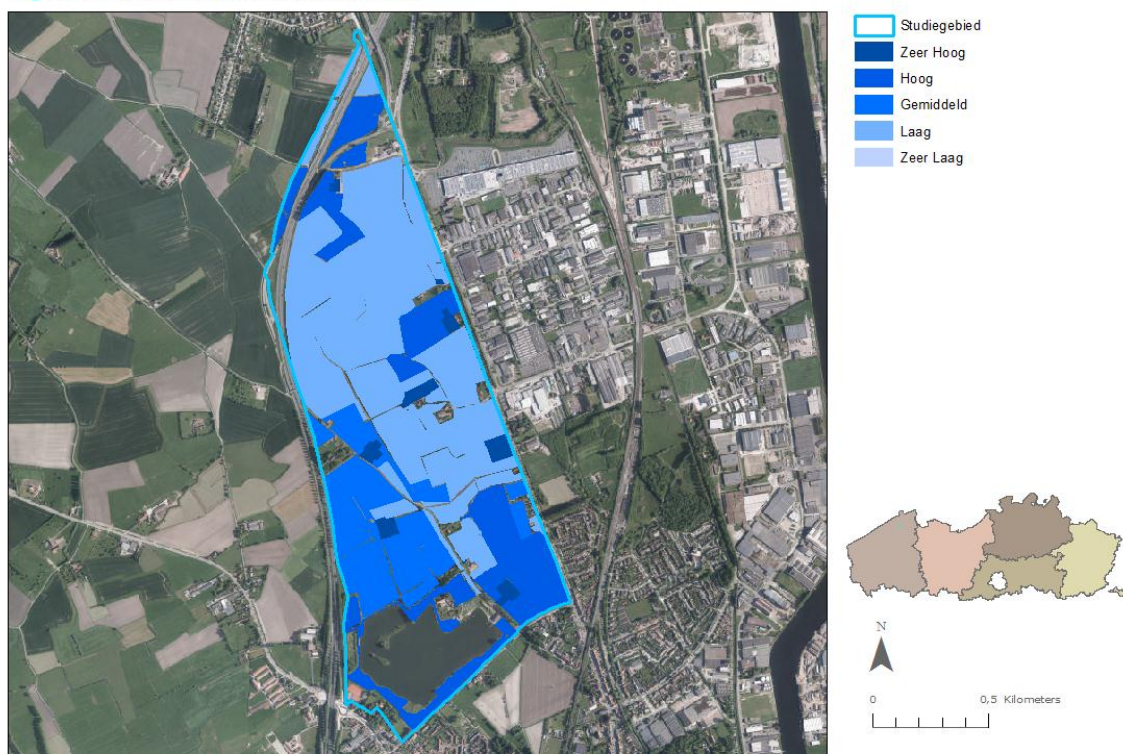 Studiegebied
Zeer Hoog
Hoog
Gemiddeld
Laag
Zeer Laag
N
0 0,5 Kilometers